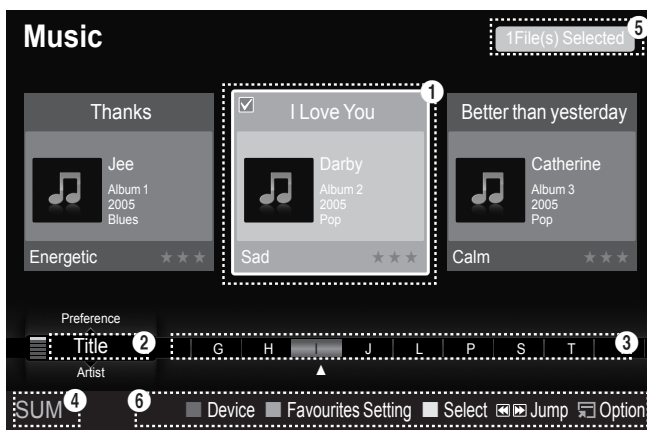 Music
1File(s) Selected
5
1
Thanks
I Love You
Better than yesterday
Jee
Album 1
2005
Blues
Darby
Album 2
2005
Pop
Catherine
Album 3
2005
Pop
Energetic
Sad
Calm
Preference
Title
2
G H I J L P S T
3
Artist
SUM
4
6
Device Favourites Setting Select Jump Option